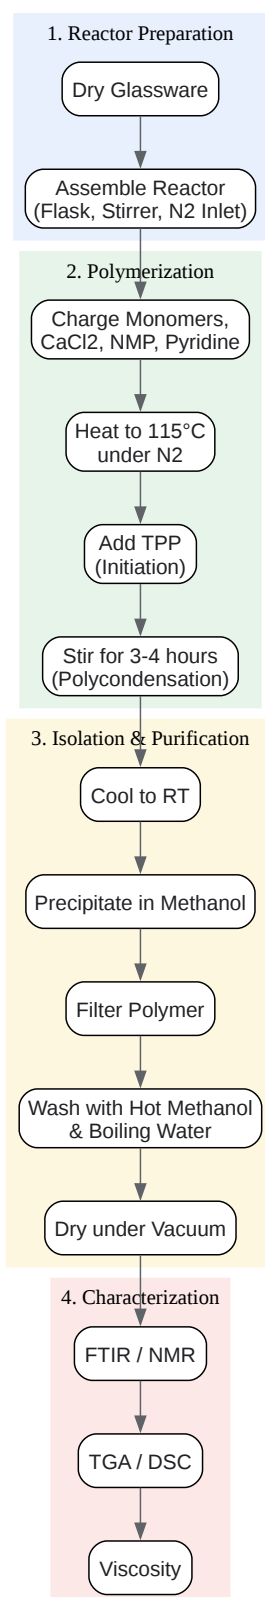 1. Reactor Preparation
Dry Glassware
Assemble Reactor
(Flask, Stirrer, N2 Inlet)
2. Polymerization
Charge Monomers,
CaCl2, NMP, Pyridine
Heat to 115°C
under N2
Add TPP
(Initiation)
Stir for 3-4 hours
(Polycondensation)
3. Isolation & Purification
Cool to RT
Precipitate in Methanol
Filter Polymer
Wash with Hot Methanol
& Boiling Water
Dry under Vacuum
4. Characterization
FTIR / NMR
TGA / DSC
Viscosity